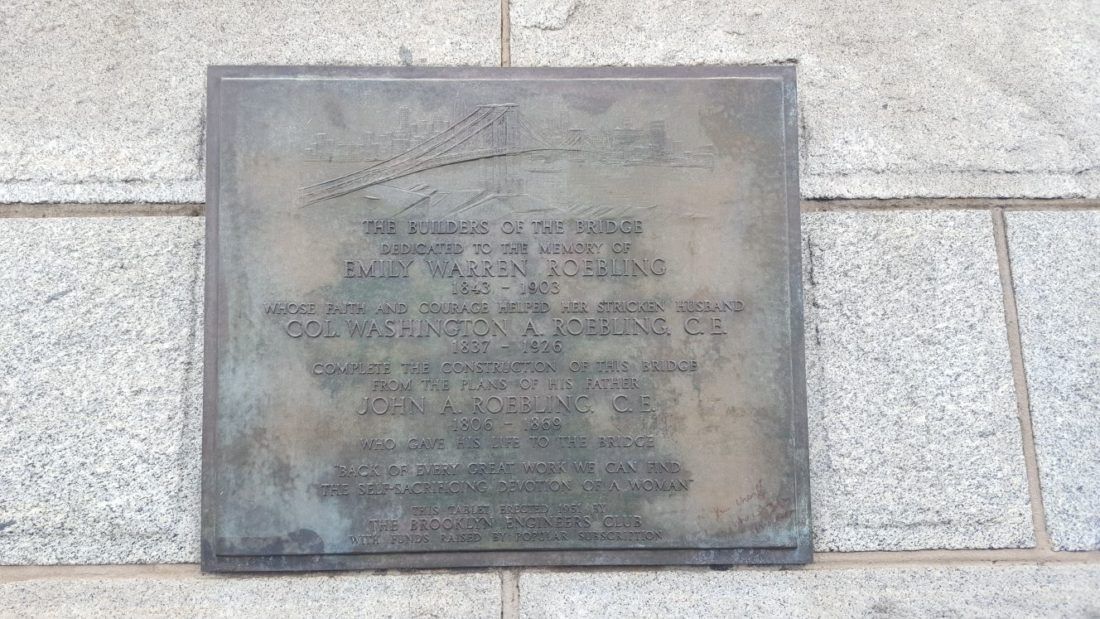 THE BUILDERS OF THE BRIDGE
DEDICATED TO THE MEMORY OF
EMILY WARREN ROEBLING
1843 - 1903
WHOSE FAITH AND COURAGE HELPED HER STRICKEN HUSBAND
COL. WASHINGTON A. ROEBLING, C.E.
1837 - 1926
COMPLETE THE CONSTRUCTION OF THIS BRIDGE
FROM THE PLANS OF HIS FATHER
JOHN A. ROEBLING, C.E.
1806 - 1869
WHO GAVE HIS LIFE TO THE BRIDGE
"BACK OF EVERY GREAT WORK WE CAN FIND
THE SELF-SACRIFICING DEVOTION OF A WOMAN"
THIS TABLET ERECTED 1951 BY
THE BROOKLYN ENGINEERS CLUB
WITH FUNDS RAISED BY POPULAR SUBSCRIPTION